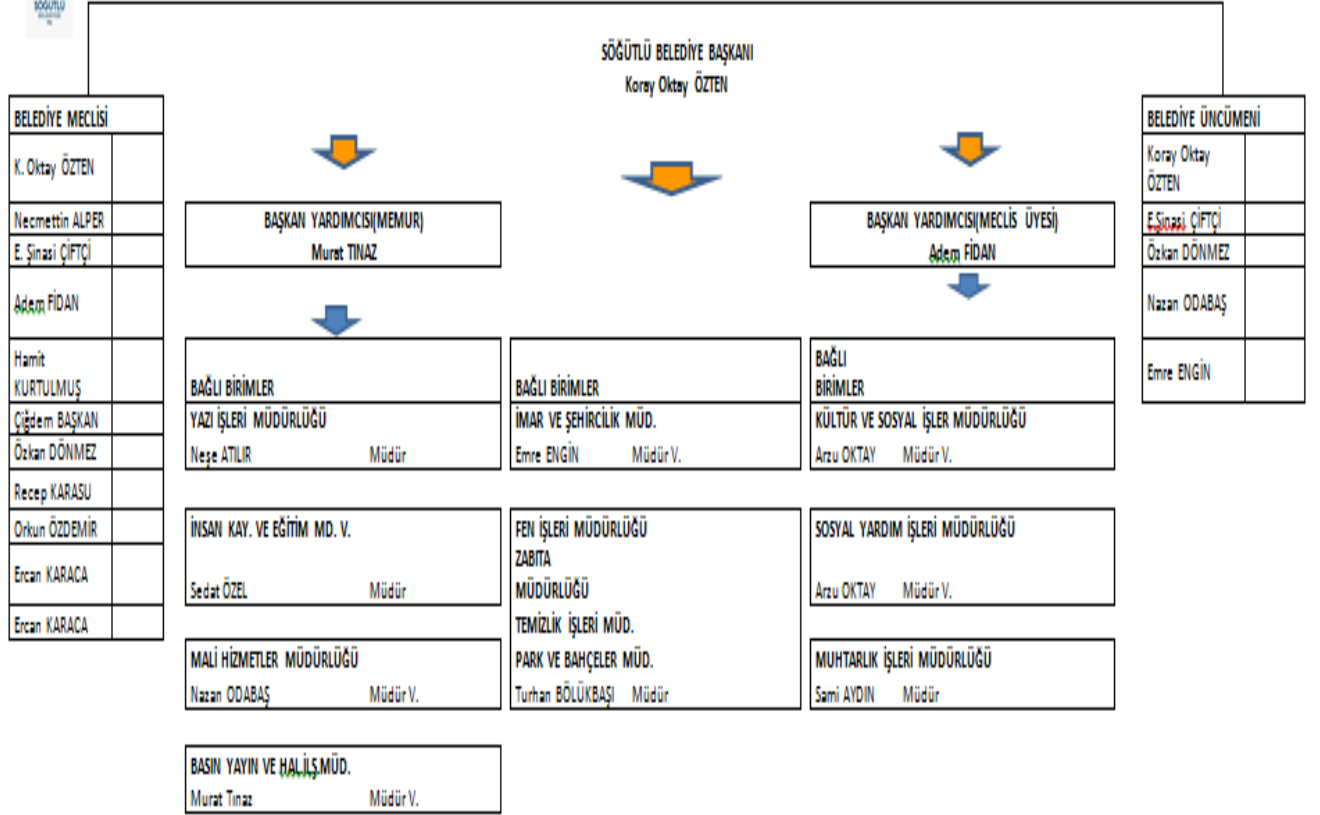 SÖĞÜTLÜ
SÖĞÜTLÜ BELEDİYE BAŞKANI
Koray Oktay ÖZTEN
BELEDİYE MECLİSİ
K. Oktay ÖZTEN
Necmettin ALPER
E. Şinasi ÇİFTÇİ
Adem FİDAN
Hamit
KURTULMUŞ
Çiğdem BAŞKAN
Özkan DÖNMEZ
Recep KARASU
Orkun ÖZDEMİR
Ercan KARACA
Ercan KARACA
BAŞKAN YARDIMCISI(MEMUR)
Murat TINAZ
BAĞLI BİRİMLER
YAZI İŞLERİ MÜDÜRLÜĞÜ
Neşe ATILIR Müdür
İNSAN KAY. VE EĞİTİM MD. V.
Sedat ÖZEL Müdür
MALİ HİZMETLER MÜDÜRLÜĞÜ
Nazan ODABAŞ Müdür V.
BASIN YAYIN VE HAL.İLŞ.MÜD.
Murat Tınaz Müdür V.
BAĞLI BİRİMLER
İMAR VE ŞEHİRCİLİK MÜD.
Emre ENGİN Müdür V.
FEN İŞLERİ MÜDÜRLÜĞÜ
ZABITA
MÜDÜRLÜĞÜ
TEMİZLİK İŞLERİ MÜD.
PARK VE BAHÇELER MÜD.
Turhan BÖLÜKBAŞI Müdür
BAŞKAN YARDIMCISI(MECLİS ÜYESİ)
Adem FİDAN
BAĞLI
BİRİMLER
KÜLTÜR VE SOSYAL İŞLER MÜDÜRLÜĞÜ
Arzu OKTAY Müdür V.
SOSYAL YARDIM İŞLERİ MÜDÜRLÜĞÜ
Arzu OKTAY Müdür V.
MUHTARLIK İŞLERİ MÜDÜRLÜĞÜ
Sami AYDIN Müdür
BELEDİYE ÜNCÜMENİ
Koray Oktay
ÖZTEN
E.Şinasi ÇİFTÇİ
Özkan DÖNMEZ
Nazan ODABAŞ
Emre ENGİN